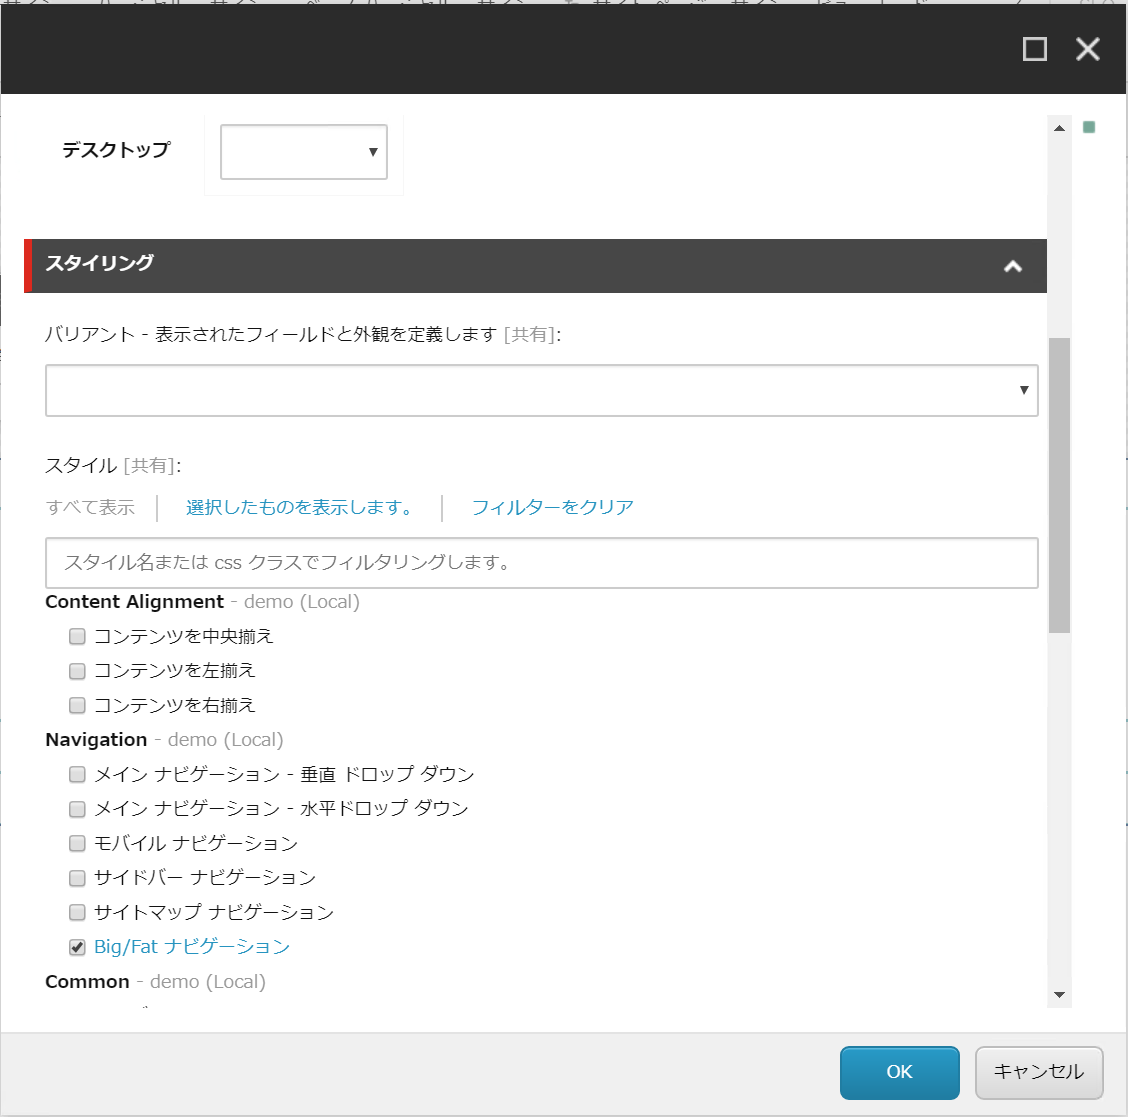 デスクトップ
スタイリング
バリアント - 表示されたフィールドと外観を定義します [共有]:
スタイル [共有]:
すべて表示 選択したものを表示します。 フィルターをクリア
スタイル名または css クラスでフィルタリングします。
Content Alignment - demo (Local)
コンテンツを中央揃え
コンテンツを左揃え
コンテンツを右揃え
Navigation - demo (Local)
メイン ナビゲーション - 垂直 ドロップ ダウン
メイン ナビゲーション - 水平ドロップ ダウン
モバイル ナビゲーション
サイドバー ナビゲーション
サイトマップ ナビゲーション
Big/Fat ナビゲーション
Common - demo (Local)
OK キャンセル